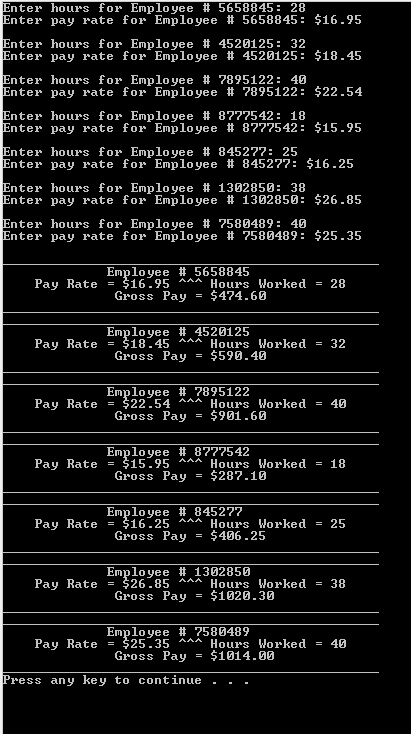 Enter hours for Employee # 5658845: 28
Enter pay rate for Employee # 5658845: $16.95
Enter hours for Employee # 4520125: 32
Enter pay rate for Employee # 4520125: $18.45
Enter hours for Employee # 7895122: 40
Enter pay rate for Employee # 7895122: $22.54
Enter hours for Employee # 8777542: 18
Enter pay rate for Employee # 8777542: $15.95
Enter hours for Employee # 845277: 25
Enter pay rate for Employee # 845277: $16.25
Enter hours for Employee # 1302850: 38
Enter pay rate for Employee # 1302850: $26.85
Enter hours for Employee # 7580489: 40
Enter pay rate for Employee # 7580489: $25.35
Employee # 5658845
Pay Rate = $16.95 ^^^ Hours Worked = 28
Gross Pay = $474.60
Employee # 4520125
Pay Rate = $18.45 ^^^ Hours Worked = 32
Gross Pay = $590.40
Employee # 7895122
Pay Rate = $22.54 ^^^ Hours Worked = 40
Gross Pay = $901.60
Employee # 8777542
Pay Rate = $15.95 ^^^ Hours Worked = 18
Gross Pay = $287.10
Employee # 845277
Pay Rate = $16.25 ^^^ Hours Worked = 25
Gross Pay = $406.25
Employee # 1302850
Pay Rate = $26.85 ^^^ Hours Worked = 38
Gross Pay = $1020.30
Employee # 7580489
Pay Rate = $25.35 ^^^ Hours Worked = 40
Gross Pay = $1014.00
Press any key to continue . . .